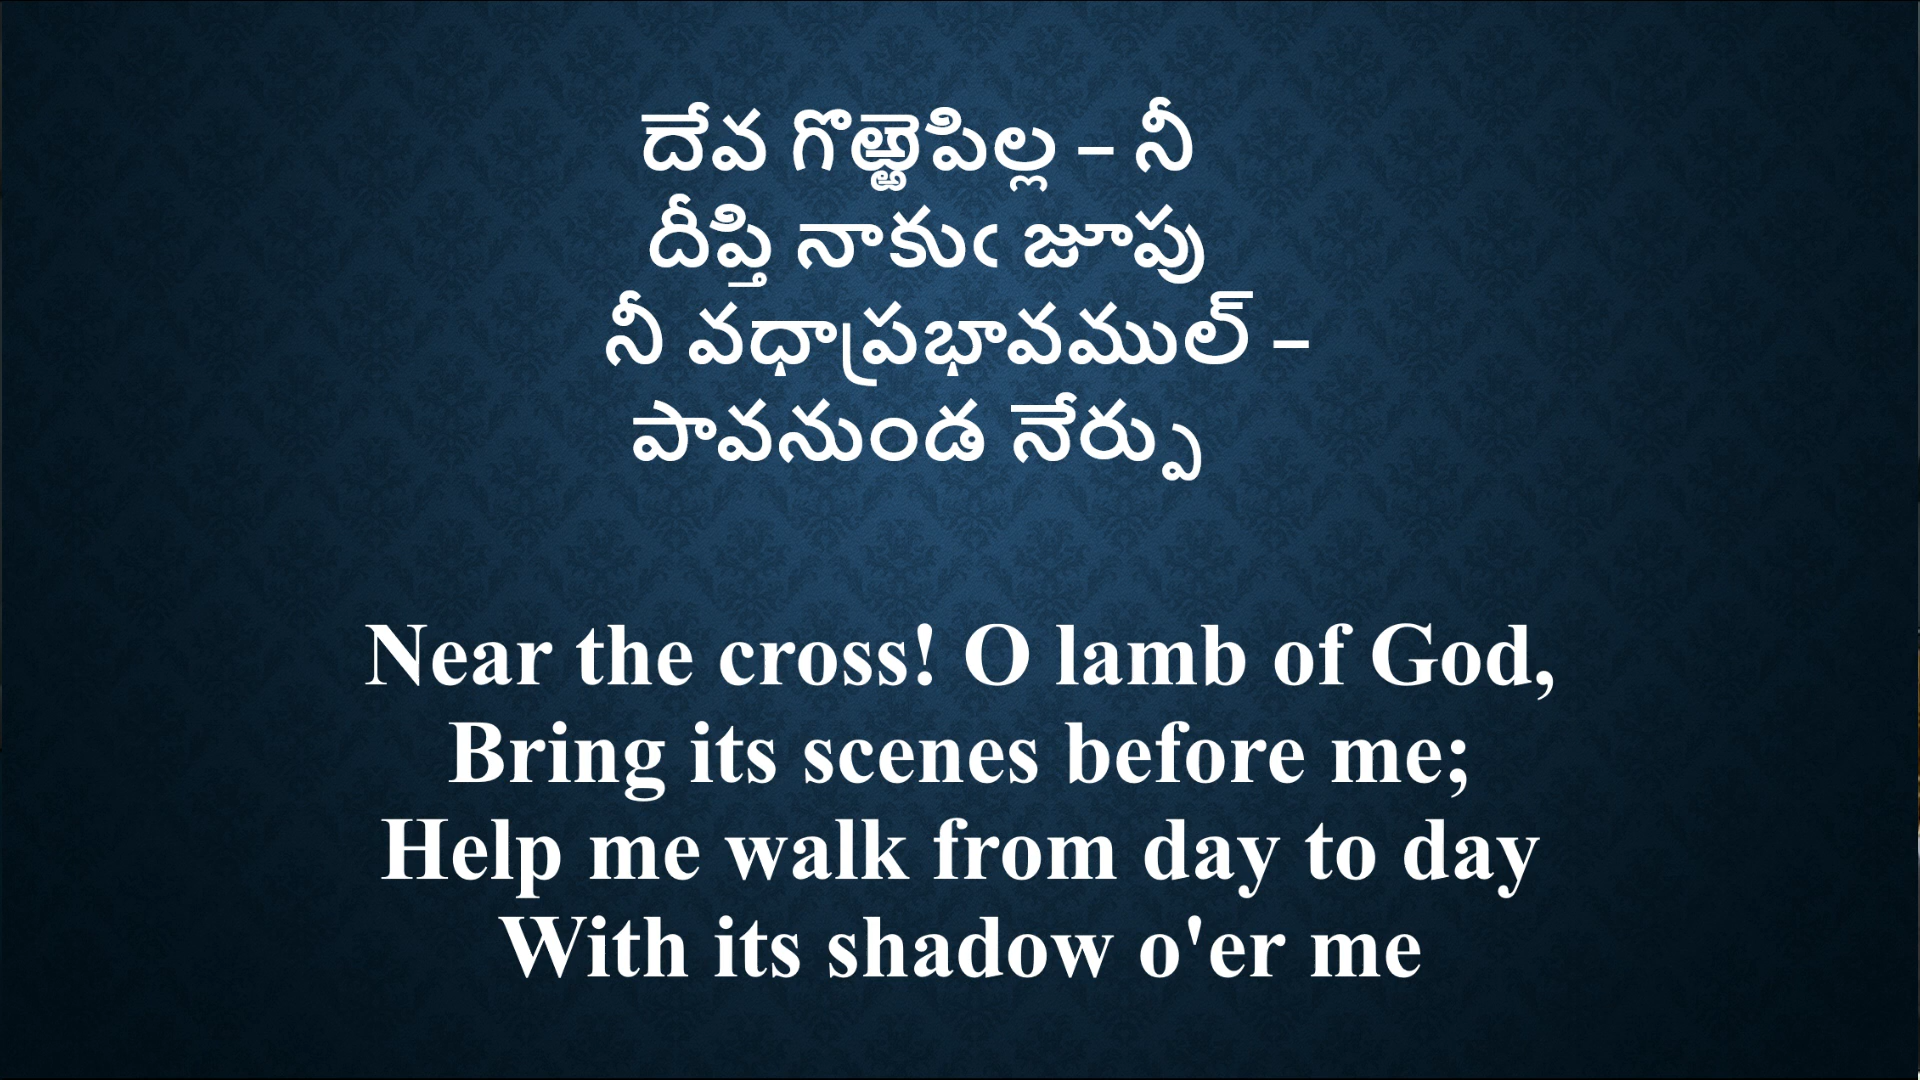 దేవ గొఱ్ఱెపిల్ల – నీ
దీప్తి నాకుఁ జూపు
నీ వధాప్రభావముల్ –
పావనుండ నేర్పు
Near the cross! O lamb of God,
Bring its scenes before me;
Help me walk from day to day
With its shadow o'er me